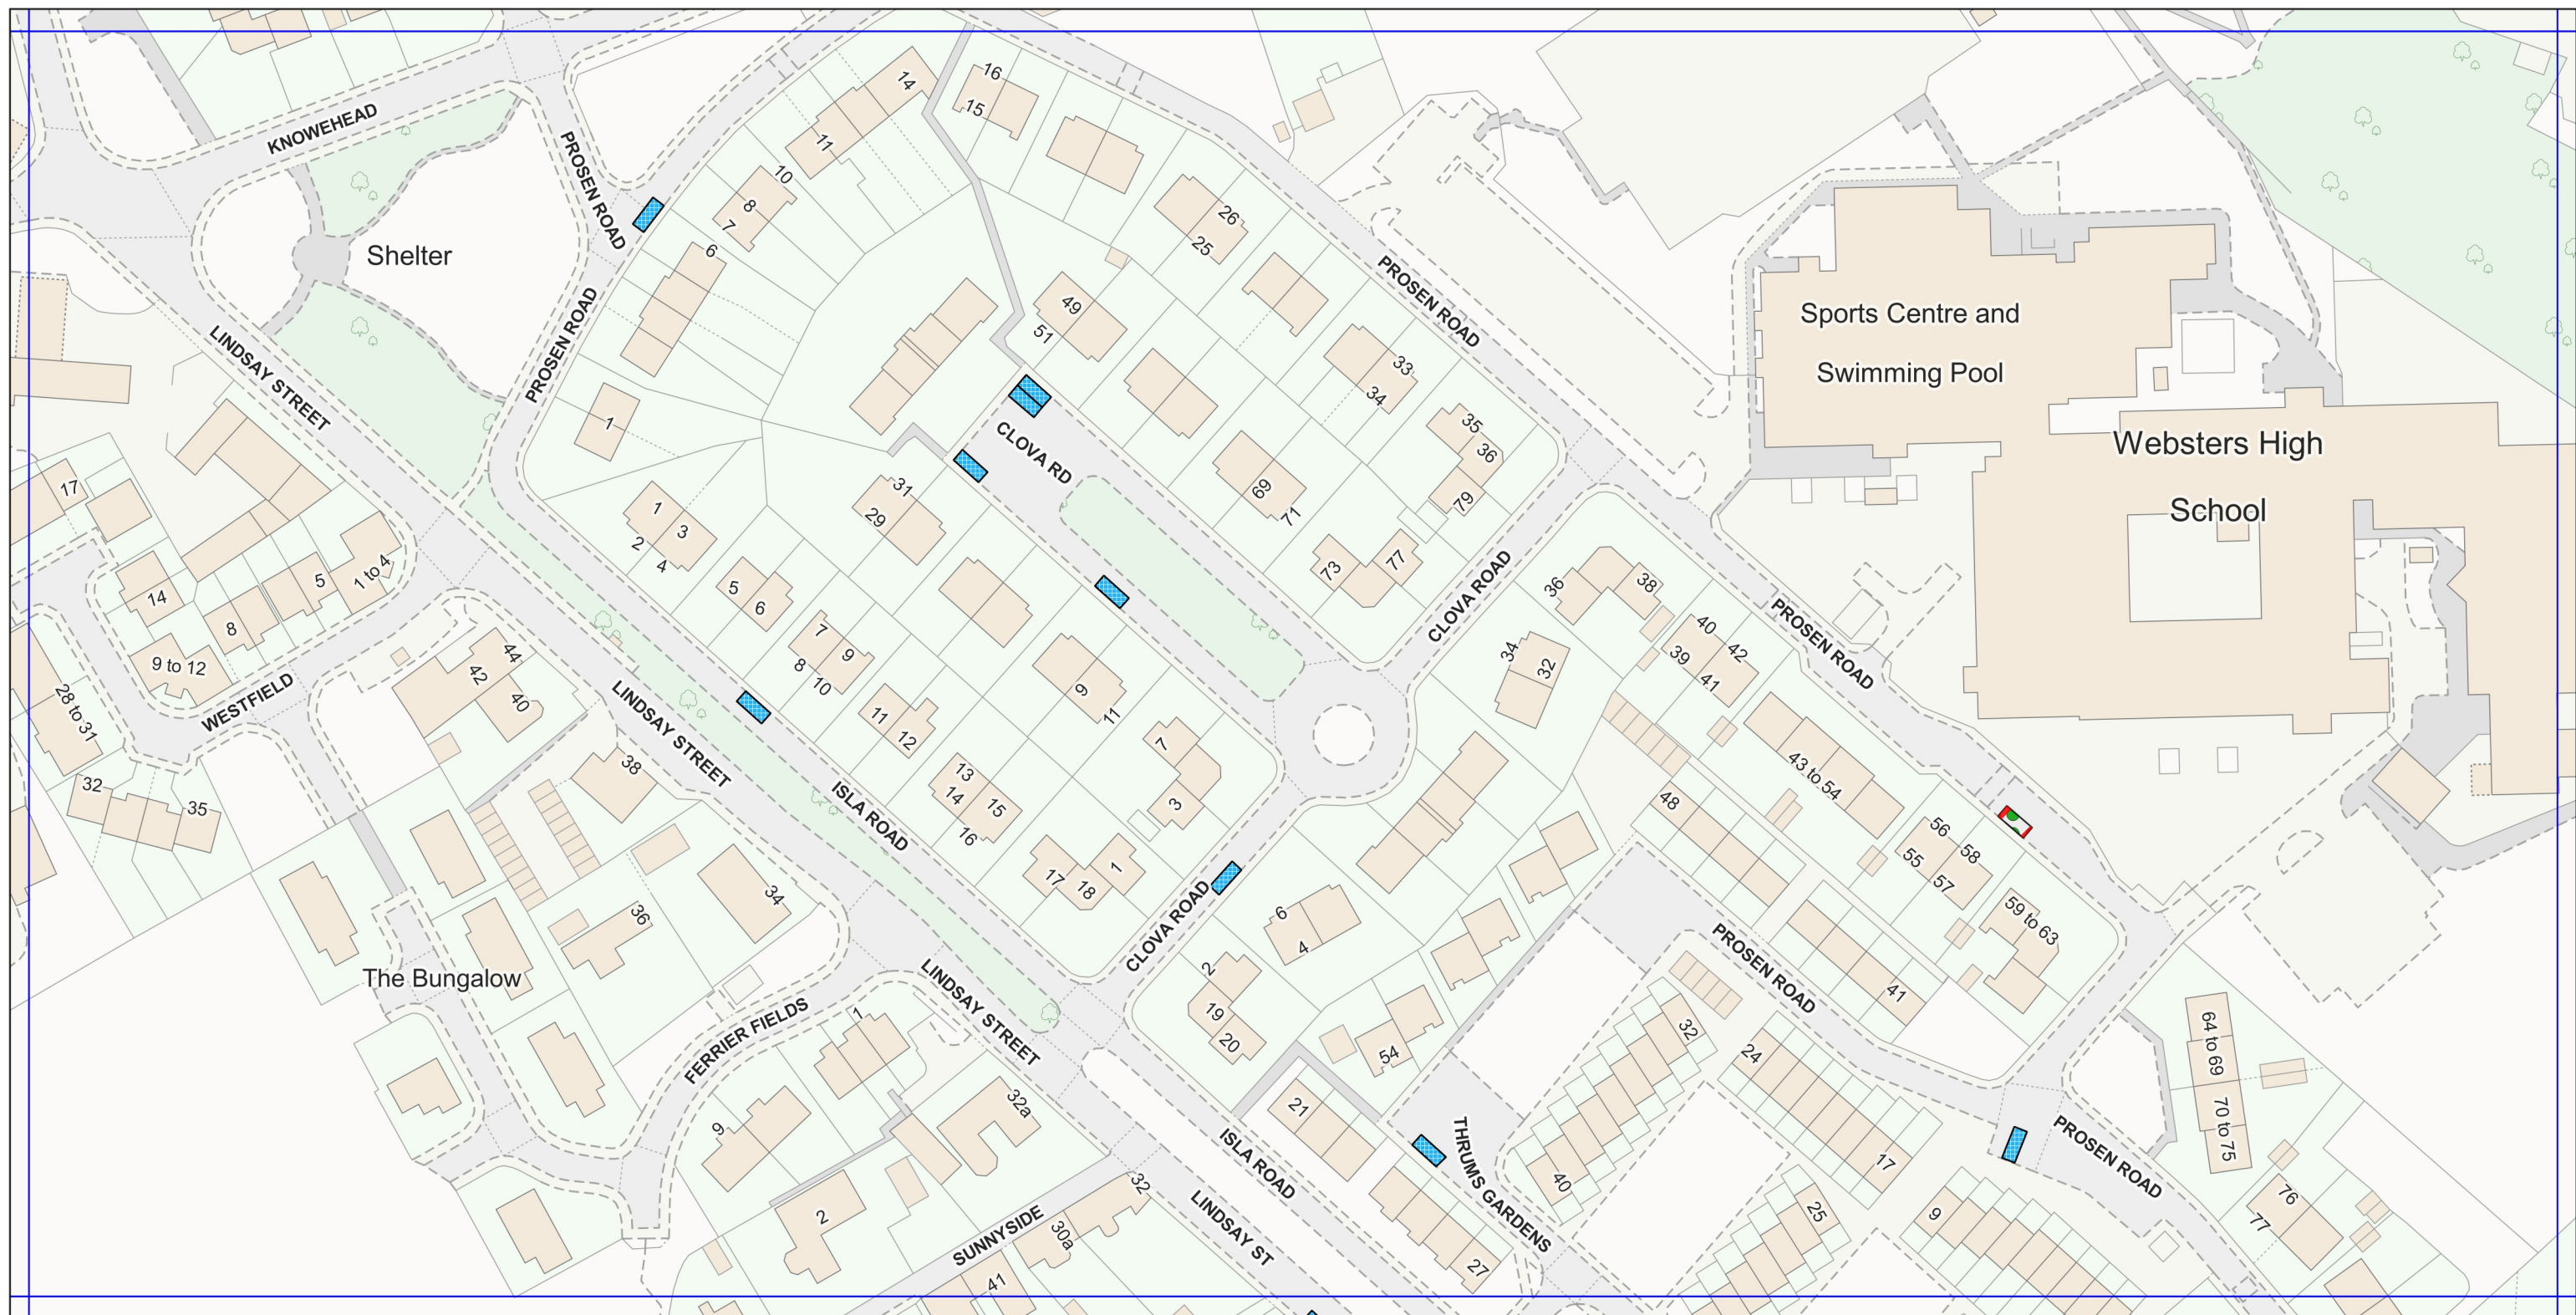 KNOWEHEAD
PROSEN ROAD
Shelter
LINDSAY STREET
PROSEN ROAD
14
11
10
8
7
6
1
16
15
26
25
49
51
PROSEN ROAD
33
34
35
36
79
69
71
73
77
CLOVA RD
CLOVA ROAD
Sports Centre and
Swimming Pool
Websters High
School
17
14
8
5
1 to 4
9 to 12
28 to 31
WESTFIELD
32
35
44
42
40
38
34
36
The Bungalow
LINDSAY STREET
1
3
2
4
5
6
7
9
8
10
11
12
13
14
15
16
17
18
1
31
29
9
11
7
3
ISLA ROAD
CLOVA ROAD
36
38
34
32
40
42
39
41
PROSEN ROAD
43 to 54
48
56
58
55
57
59 to 63
41
6
4
2
19
20
54
LINDSAY STREET
FERRIER FIELDS
1
9
32a
2
SUNNYSIDE
30a
32
41
21
27
ISLA ROAD
LINDSAY ST
THRUMS GARDENS
PROSEN ROAD
32
40
24
17
25
9
PROSEN ROAD
64 to 69
70 to 75
76
77